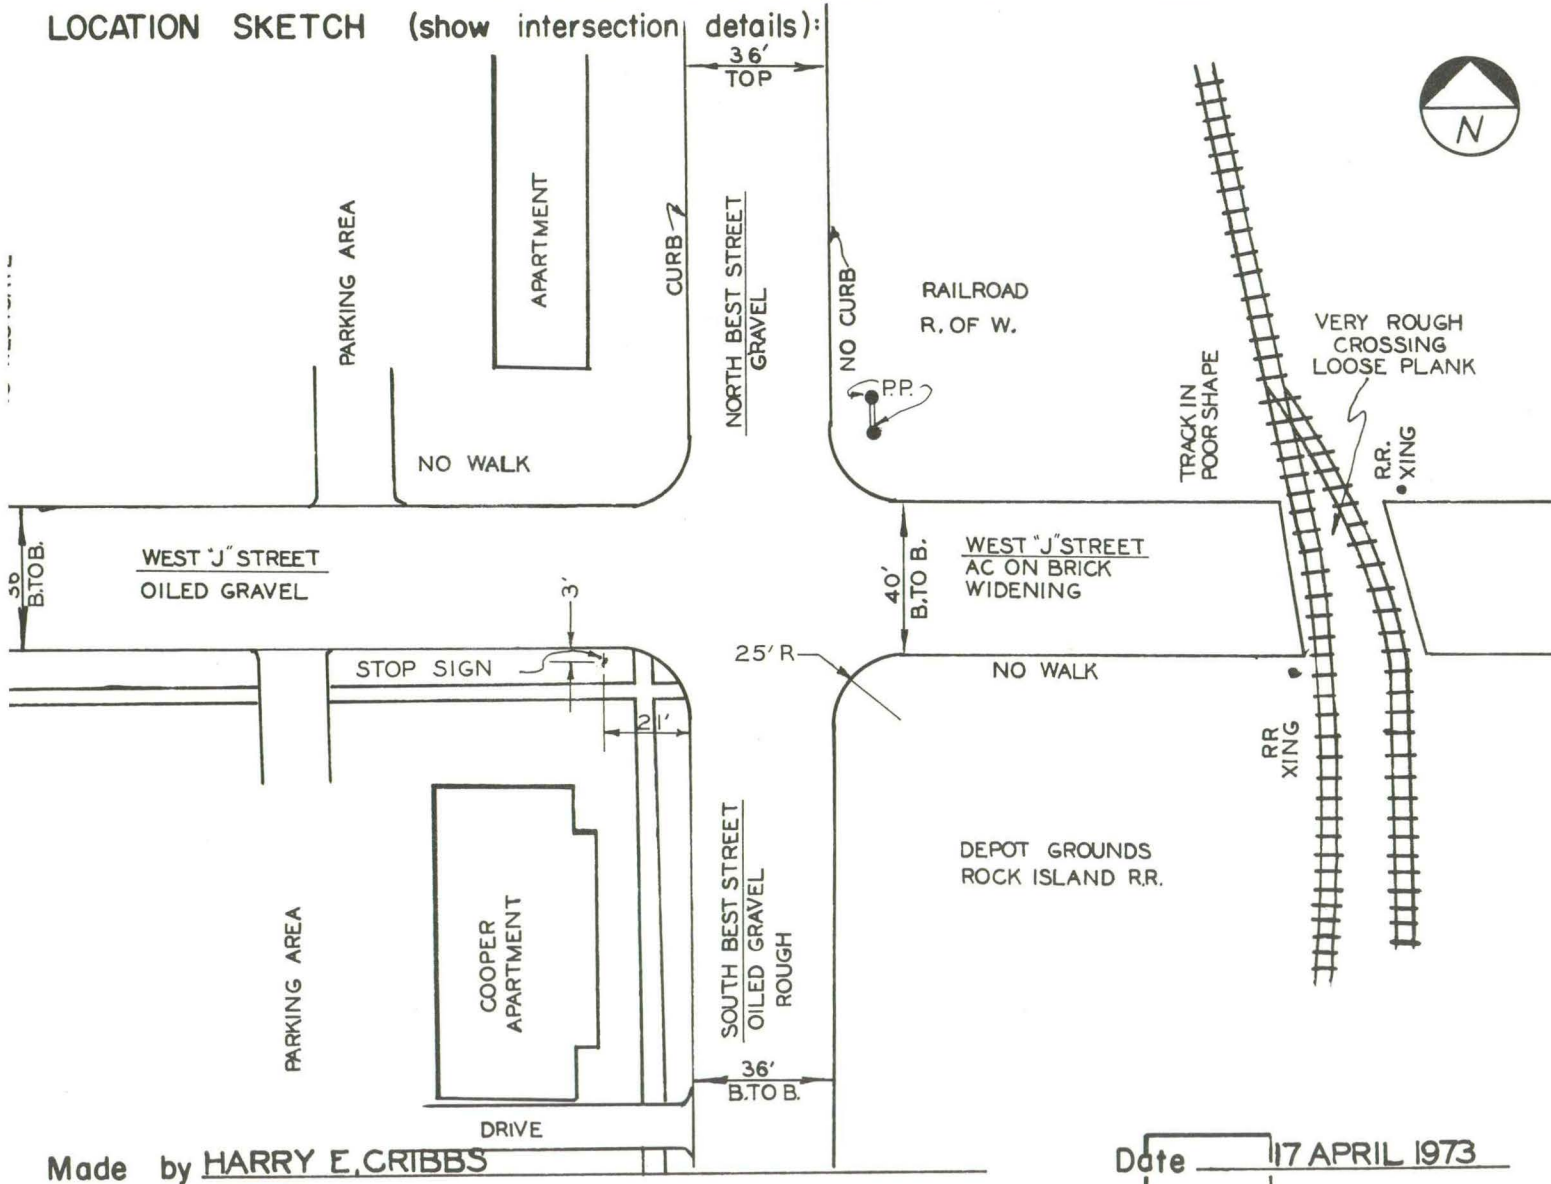 LOCATION SKETCH (show intersection details):
36'
TOP
N
CURB
NORTH BEST STREET
GRAVEL
NO CURB
APARTMENT
PARKING AREA
RAILROAD
R. OF W.
P.P.
VERY ROUGH
CROSSING
LOOSE PLANK
TRACK IN
POOR SHAPE
R.R.
XING
NO WALK
36'
B.TO B.
WEST "J" STREET
OILED GRAVEL
3'
40'
B.TO B.
WEST "J" STREET
AC ON BRICK
WIDENING
STOP SIGN
25' R
NO WALK
21'
RR
XING
COOPER
APARTMENT
PARKING AREA
SOUTH BEST STREET
OILED GRAVEL
ROUGH
DEPOT GROUNDS
ROCK ISLAND R.R.
36'
B.TO B.
DRIVE
Made by HARRY E. CRIBBS
Date 17 APRIL 1973